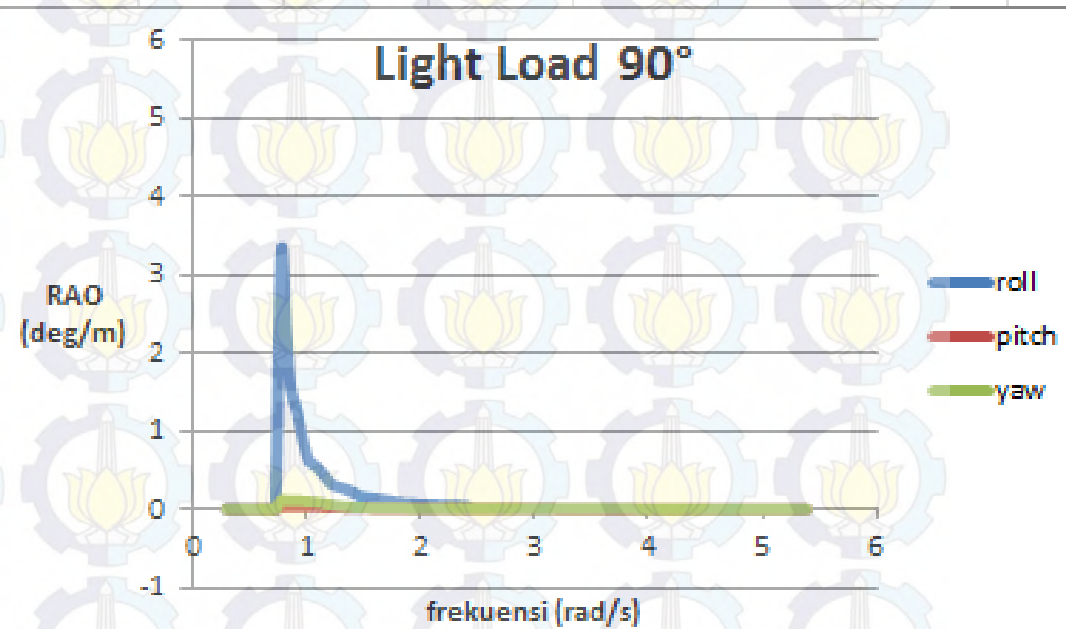 Light Load 90°
6
5
4
3
2
1
0
-1
RAO
(deg/m)
0 1 2 3 4 5 6
frekuensi (rad/s)
roll
pitch
yaw